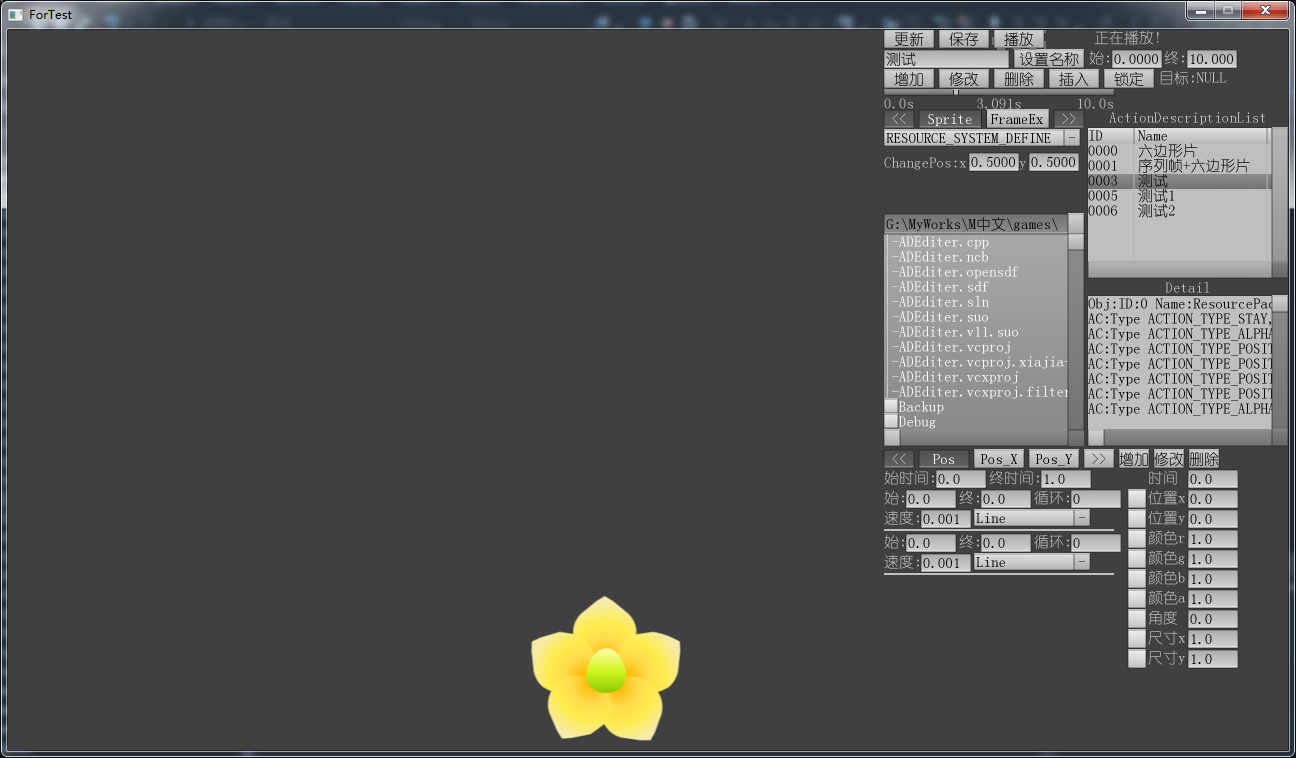 ForTest
更新 保存 播放 正在播放!
测试 设置名称 始:0.0000 终:10.000
增加 修改 删除 插入 锁定 目标:NULL
0.0s 3.091s 10.0s
<< Sprite FrameEx >>
RESOURCE_SYSTEM_DEFINE -
ChangePos:x 0.5000 y 0.5000
ActionDescriptionList
ID Name
0000 六边形片
0001 序列帧+六边形片
0003 测试
0005 测试1
0006 测试2
G:\MyWorks\M中文\games\
-ADEditer.cpp
-ADEditer.ncb
-ADEditer.opensdf
-ADEditer.sdf
-ADEditer.sln
-ADEditer.suo
-ADEditer.v11.suo
-ADEditer.vcproj
-ADEditer.vcproj.xiajia-
-ADEditer.vcxproj
-ADEditer.vcxproj.filter
Backup
Debug
Detail
Obj:ID:0 Name:ResourcePac
AC:Type ACTION_TYPE_STAY,
AC:Type ACTION_TYPE_ALPHA
AC:Type ACTION_TYPE_POSIT
AC:Type ACTION_TYPE_POSIT
AC:Type ACTION_TYPE_POSIT
AC:Type ACTION_TYPE_POSIT
AC:Type ACTION_TYPE_ALPHA
<< Pos Pos_X Pos_Y >> 增加 修改 删除
始时间:0.0 终时间:1.0
始:0.0 终:0.0 循环:0
速度:0.001 Line -
始:0.0 终:0.0 循环:0
速度:0.001 Line -
时间 0.0
位置x 0.0
位置y 0.0
颜色r 1.0
颜色g 1.0
颜色b 1.0
颜色a 1.0
角度 0.0
尺寸x 1.0
尺寸y 1.0